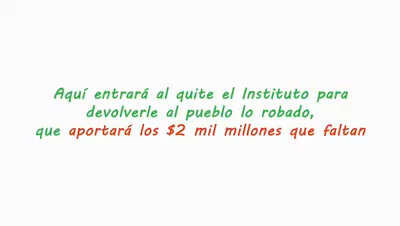 Aquí entrará al quite el Instituto para
devolverle al pueblo lo robado,
que aportará los $2 mil millones que faltan